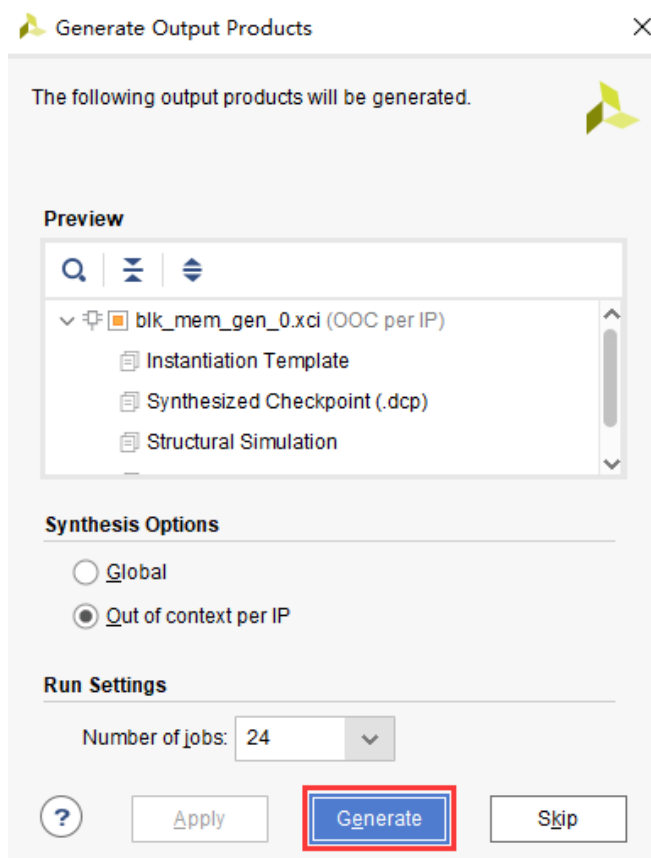 Generate Output Products
The following output products will be generated.
Preview
blk_mem_gen_0.xci (OOC per IP)
Instantiation Template
Synthesized Checkpoint (.dcp)
Structural Simulation
Synthesis Options
Global
Out of context per IP
Run Settings
Number of jobs: 24
? Apply Generate Skip